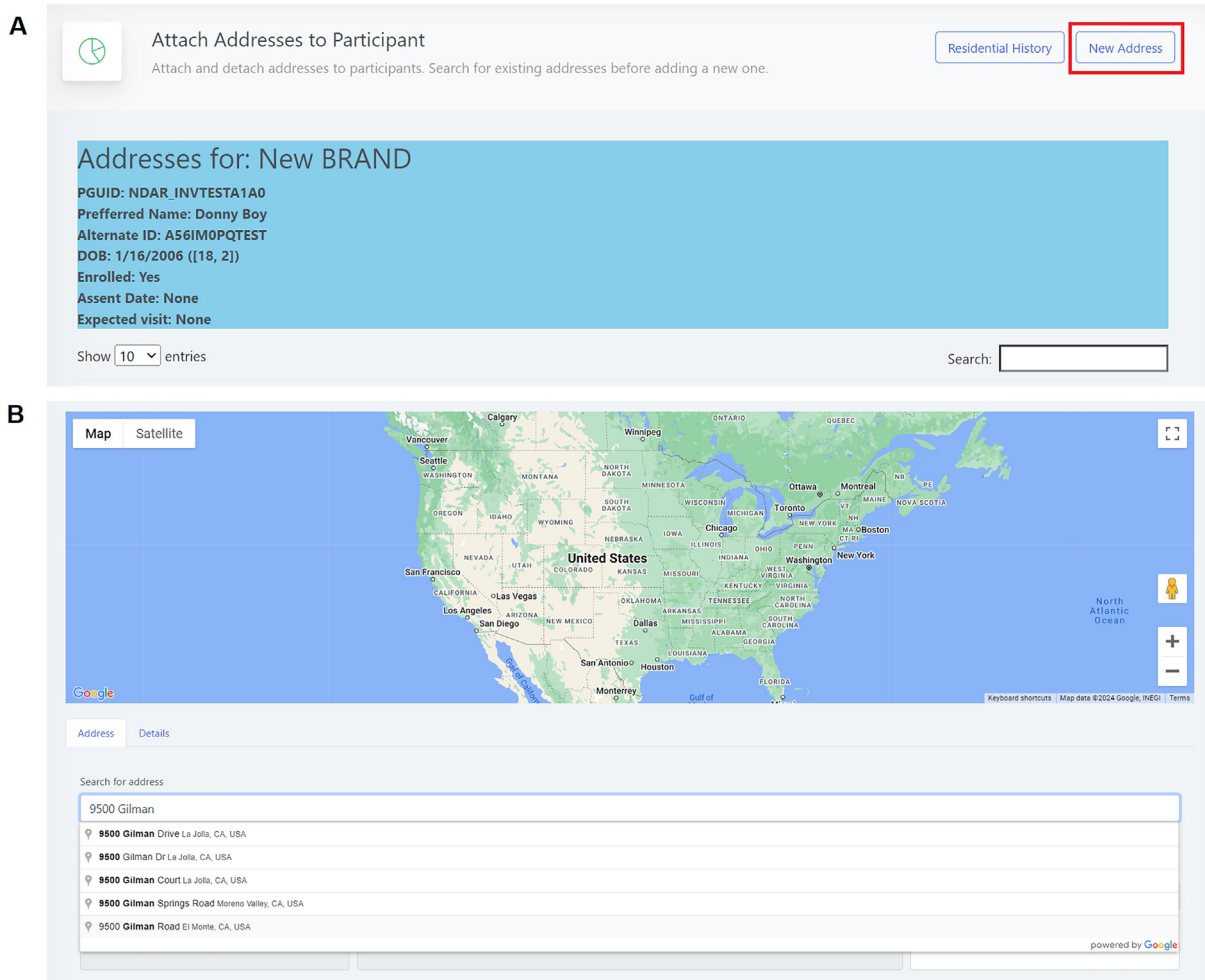 A
Attach Addresses to Participant
Attach and detach addresses to participants. Search for existing addresses before adding a new one.
Residential History
New Address
Addresses for: New BRAND
PGUID: NDAR_INVTESTA1A0
Prefferred Name: Donny Boy
Alternate ID: A56IM0PQTEST
DOB: 1/16/2006 ([18, 2])
Enrolled: Yes
Assent Date: None
Expected visit: None
Show 10 entries
Search:
B
Map Satellite
Calgary
ONTARIO
QUEBEC
Vancouver
Winnipeg
Seattle
WASHINGTON
MONTANA
NORTH
DAKOTA
MINNESOTA
Ottawa
Montreal
NB
PE
NOVA SCOTIA
MAINE
OREGON
IDAHO
WYOMING
SOUTH
DAKOTA
WISCONSIN
MICHIGAN
Toronto
VT
NH
NEW YORK
MA
Boston
CT RI
Chicago
IOWA
NEBRASKA
ILLINOIS
INDIANA
OHIO
PENN
New York
NEVADA
UTAH
COLORADO
United States
KANSAS
MISSOURI
WEST
VIRGINIA
Washington
KENTUCKY
VIRGINIA
San Francisco
CALIFORNIA
Las Vegas
Los Angeles
San Diego
ARIZONA
NEW MEXICO
OKLAHOMA
ARKANSAS
TENNESSEE
NORTH
CAROLINA
SOUTH
CAROLINA
MISSISSIPPI
ALABAMA
GEORGIA
Dallas
TEXAS
LOUISIANA
San Antonio
Houston
FLORIDA
Monterrey
Gulf of
Gulf of Californ
North
Atlantic
Ocean
Google
Keyboard shortcuts
Map data ©2024 Google, INEGI
Terms
Address
Details
Search for address
9500 Gilman
9500 Gilman Drive La Jolla, CA, USA
9500 Gilman Dr La Jolla, CA, USA
9500 Gilman Court La Jolla, CA, USA
9500 Gilman Springs Road Moreno Valley, CA, USA
9500 Gilman Road El Monte, CA, USA
powered by Google